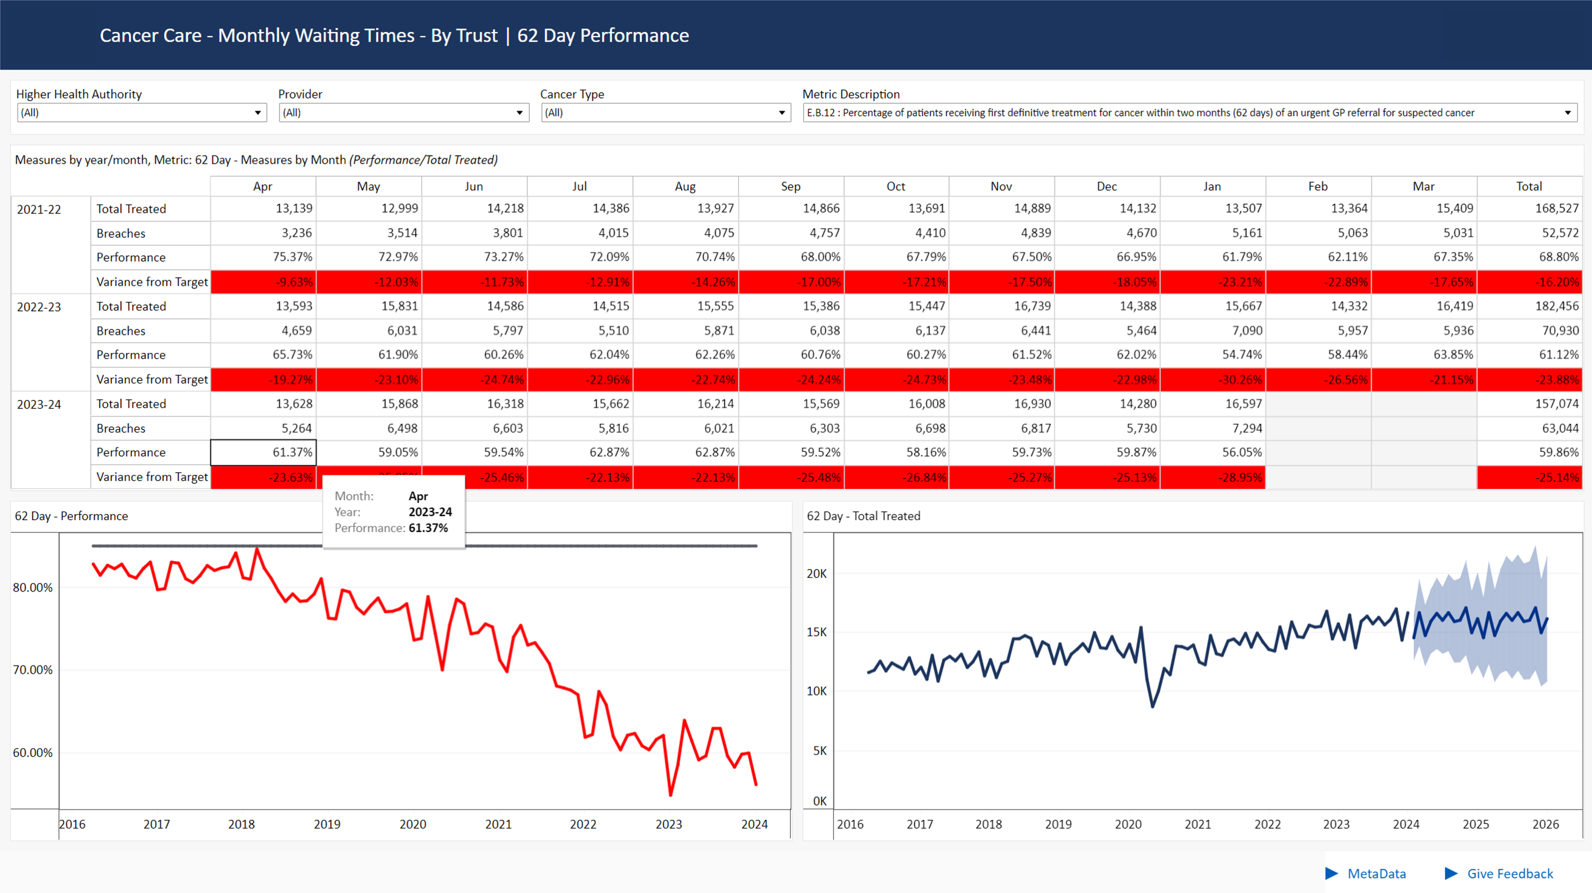 Cancer Care - Monthly Waiting Times - By Trust | 62 Day Performance
Higher Health Authority Provider Cancer Type Metric Description
(All) (All) (All) E.B.12 : Percentage of patients receiving first definitive treatment for cancer within two months (62 days) of an urgent GP referral for suspected cancer
Measures by year/month, Metric: 62 Day - Measures by Month (Performance/Total Treated)
Apr May Jun Jul Aug Sep Oct Nov Dec Jan Feb Mar Total
2021-22 Total Treated 13,139 12,999 14,218 14,386 13,927 14,866 13,691 14,889 14,132 13,507 13,364 15,409 168,527
Breaches 3,236 3,514 3,801 4,015 4,075 4,757 4,410 4,839 4,670 5,161 5,063 5,031 52,572
Performance 75.37% 72.97% 73.27% 72.09% 70.74% 68.00% 67.79% 67.50% 66.95% 61.79% 62.11% 67.35% 68.80%
Variance from Target -9.63% -12.03% -11.73% -12.91% -14.26% -17.00% -17.21% -17.50% -18.05% -23.21% -22.89% -17.65% -16.20%
2022-23 Total Treated 13,593 15,831 14,586 14,515 15,555 15,386 15,447 16,739 14,388 15,667 14,332 16,419 182,456
Breaches 4,659 6,031 5,797 5,510 5,871 6,038 6,137 6,441 5,464 7,090 5,957 5,936 70,930
Performance 65.73% 61.90% 60.26% 62.04% 62.26% 60.76% 60.27% 61.52% 62.02% 54.74% 58.44% 63.85% 61.12%
Variance from Target -19.27% -23.10% -24.74% -22.96% -22.74% -24.24% -24.73% -23.48% -22.98% -30.26% -26.56% -21.15% -23.88%
2023-24 Total Treated 13,628 15,868 16,318 15,662 16,214 15,569 16,008 16,930 14,280 16,597 157,074
Breaches 5,264 6,498 6,603 5,816 6,021 6,303 6,698 6,817 5,730 7,294 63,044
Performance 61.37% 59.05% 59.54% 62.87% 62.87% 59.52% 58.16% 59.73% 59.87% 56.05% 59.86%
Variance from Target -23.63% -25.46% -22.13% -22.13% -25.48% -26.84% -25.27% -25.13% -28.95% -25.14%
Month: Apr
Year: 2023-24
Performance: 61.37%
62 Day - Performance
80.00%
70.00%
60.00%
2016 2017 2018 2019 2020 2021 2022 2023 2024
62 Day - Total Treated
20K
15K
10K
5K
0K
2016 2017 2018 2019 2020 2021 2022 2023 2024 2025 2026
MetaData Give Feedback